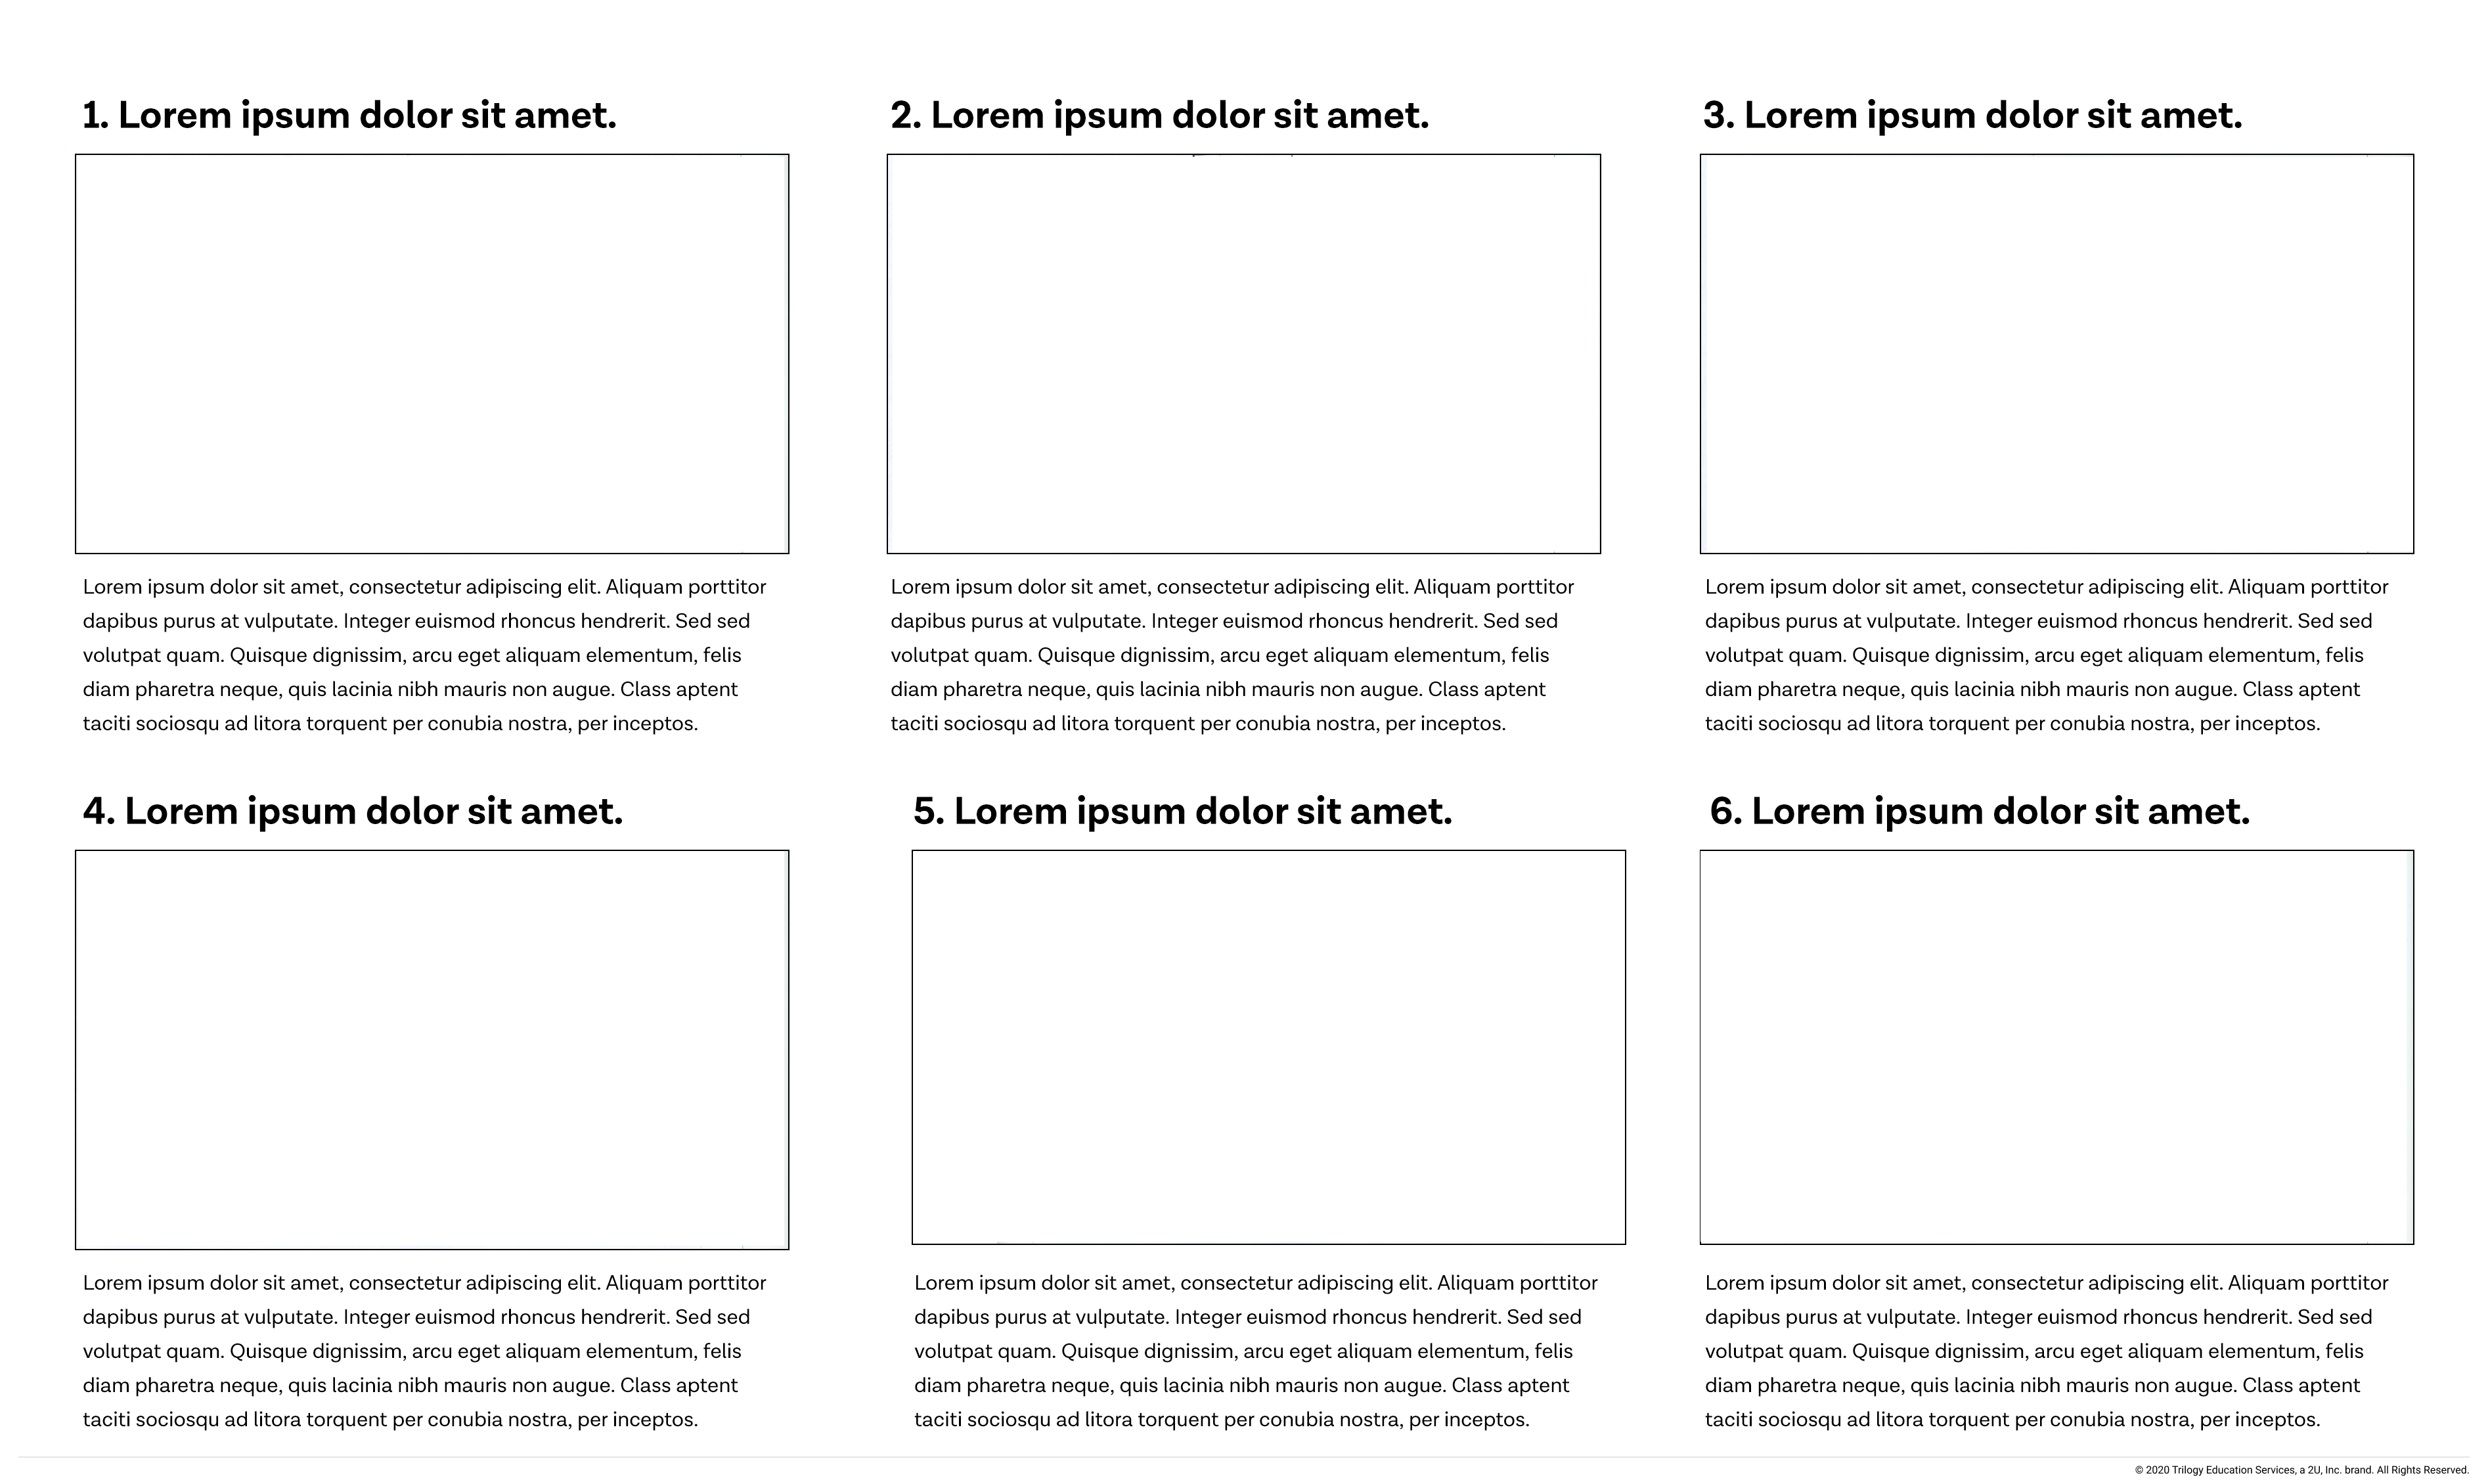 1. Lorem ipsum dolor sit amet.
Lorem ipsum dolor sit amet, consectetur adipiscing elit. Aliquam porttitor
dapibus purus at vulputate. Integer euismod rhoncus hendrerit. Sed sed
volutpat quam. Quisque dignissim, arcu eget aliquam elementum, felis
diam pharetra neque, quis lacinia nibh mauris non augue. Class aptent
taciti sociosqu ad litora torquent per conubia nostra, per inceptos.
2. Lorem ipsum dolor sit amet.
Lorem ipsum dolor sit amet, consectetur adipiscing elit. Aliquam porttitor
dapibus purus at vulputate. Integer euismod rhoncus hendrerit. Sed sed
volutpat quam. Quisque dignissim, arcu eget aliquam elementum, felis
diam pharetra neque, quis lacinia nibh mauris non augue. Class aptent
taciti sociosqu ad litora torquent per conubia nostra, per inceptos.
3. Lorem ipsum dolor sit amet.
Lorem ipsum dolor sit amet, consectetur adipiscing elit. Aliquam porttitor
dapibus purus at vulputate. Integer euismod rhoncus hendrerit. Sed sed
volutpat quam. Quisque dignissim, arcu eget aliquam elementum, felis
diam pharetra neque, quis lacinia nibh mauris non augue. Class aptent
taciti sociosqu ad litora torquent per conubia nostra, per inceptos.
4. Lorem ipsum dolor sit amet.
Lorem ipsum dolor sit amet, consectetur adipiscing elit. Aliquam porttitor
dapibus purus at vulputate. Integer euismod rhoncus hendrerit. Sed sed
volutpat quam. Quisque dignissim, arcu eget aliquam elementum, felis
diam pharetra neque, quis lacinia nibh mauris non augue. Class aptent
taciti sociosqu ad litora torquent per conubia nostra, per inceptos.
5. Lorem ipsum dolor sit amet.
Lorem ipsum dolor sit amet, consectetur adipiscing elit. Aliquam porttitor
dapibus purus at vulputate. Integer euismod rhoncus hendrerit. Sed sed
volutpat quam. Quisque dignissim, arcu eget aliquam elementum, felis
diam pharetra neque, quis lacinia nibh mauris non augue. Class aptent
taciti sociosqu ad litora torquent per conubia nostra, per inceptos.
6. Lorem ipsum dolor sit amet.
Lorem ipsum dolor sit amet, consectetur adipiscing elit. Aliquam porttitor
dapibus purus at vulputate. Integer euismod rhoncus hendrerit. Sed sed
volutpat quam. Quisque dignissim, arcu eget aliquam elementum, felis
diam pharetra neque, quis lacinia nibh mauris non augue. Class aptent
taciti sociosqu ad litora torquent per conubia nostra, per inceptos.
© 2020 Trilogy Education Services, a 2U, Inc. brand. All Rights Reserved.